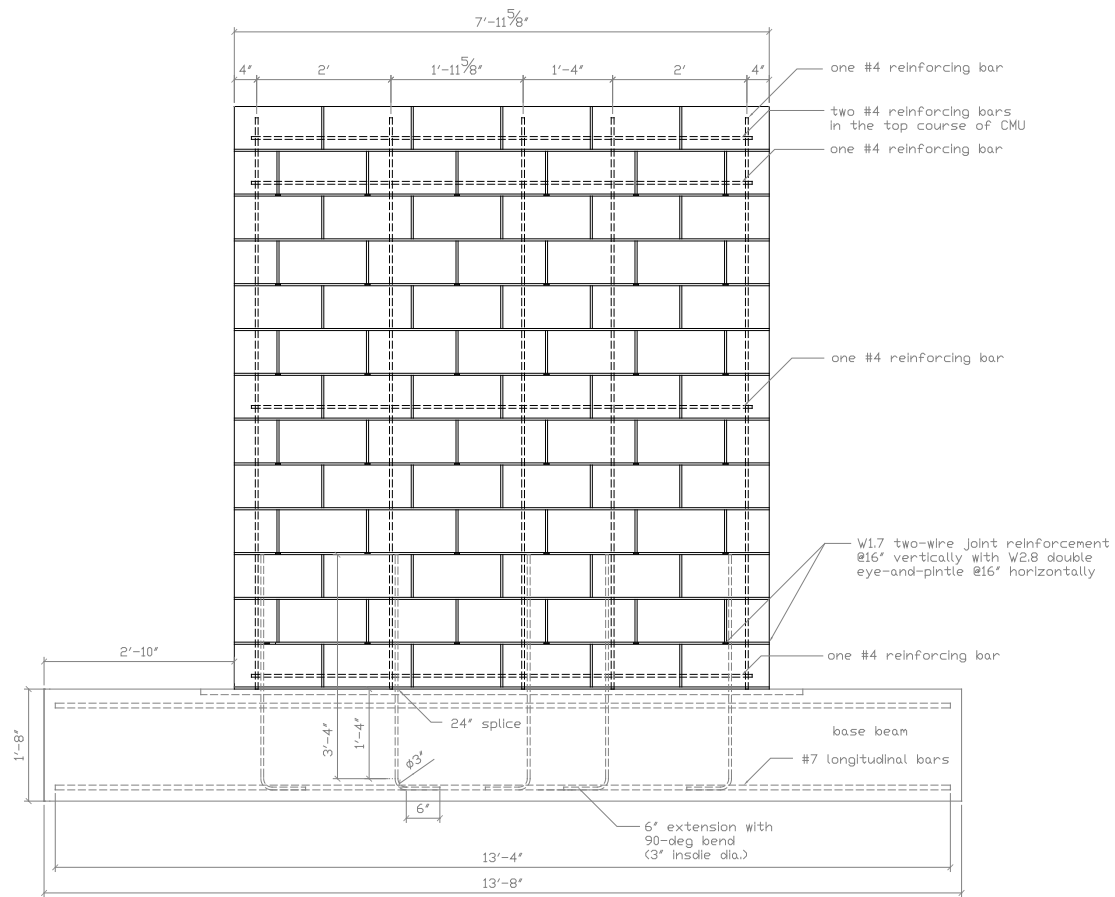 7'-11 5/8"
4"
2'
1'-11 5/8"
1'-4"
2'
4"
one #4 reinforcing bar
two #4 reinforcing bars
in the top course of CMU
one #4 reinforcing bar
one #4 reinforcing bar
W1.7 two-wire joint reinforcement
@16" vertically with W2.8 double
eye-and-pintle @16" horizontally
2'-10"
one #4 reinforcing bar
1'-8"
3'-4"
1'-4"
24" splice
base beam
ø3"
#7 longitudinal bars
6"
6" extension with
90-deg bend
(3" insdie dia.)
13'-4"
13'-8"